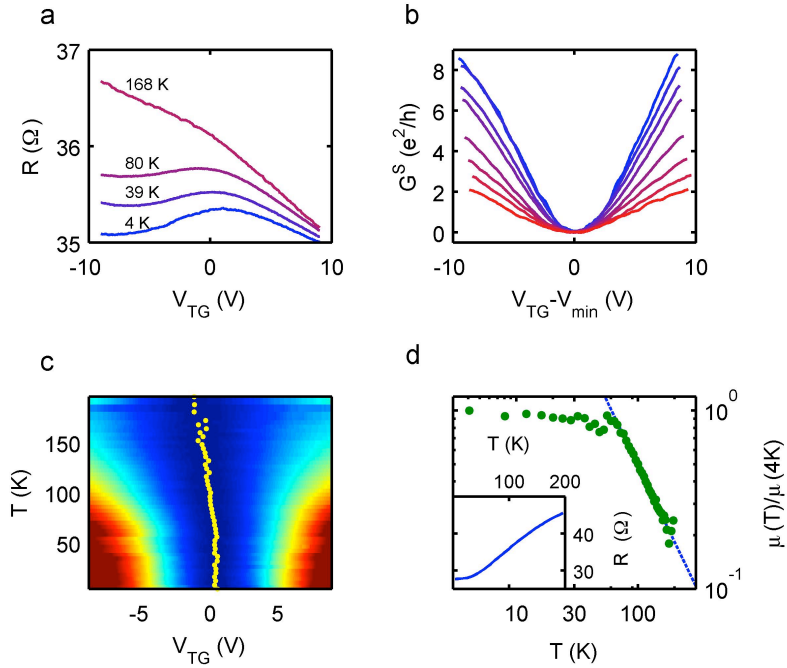 a
37
36
35
R (Ω)
168 K
80 K
39 K
4 K
-10
0
10
V_TG (V)
b
8
6
4
2
0
G^S (e^2/h)
-10
0
10
V_TG-V_min (V)
c
150
100
50
T (K)
-5
0
5
V_TG (V)
d
10^0
10^-1
μ (T)/μ (4K)
T (K)
100
200
40
30
R (Ω)
10
30
100
T (K)